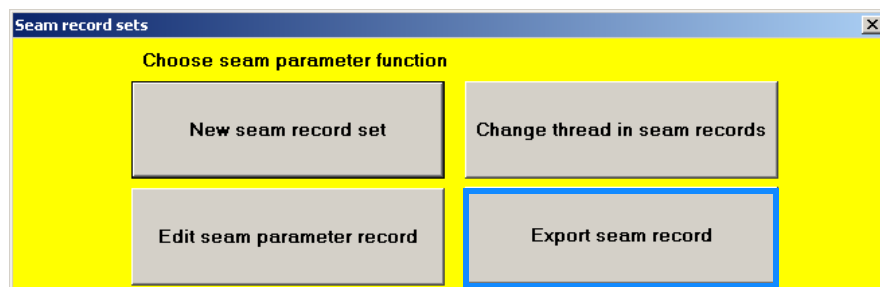 Seam record sets
Choose seam parameter function
New seam record set
Change thread in seam records
Edit seam parameter record
Export seam record